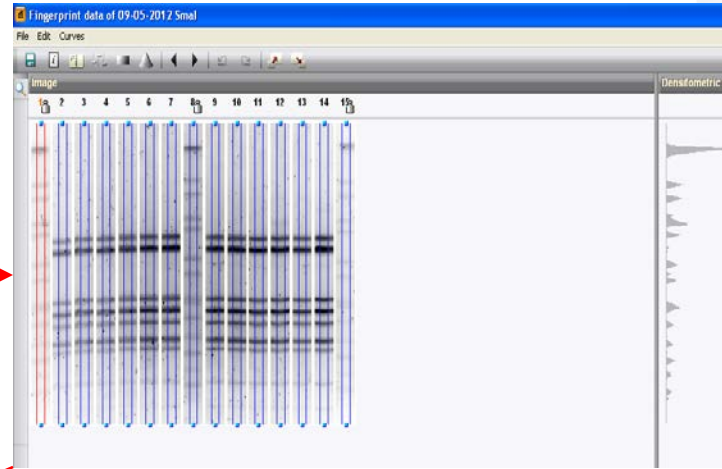 Fingerprint data of 09-05-2012 SmaI
File Edit Curves
Image
Densitometric
1 2 3 4 5 6 7 8 9 10 11 12 13 14 15